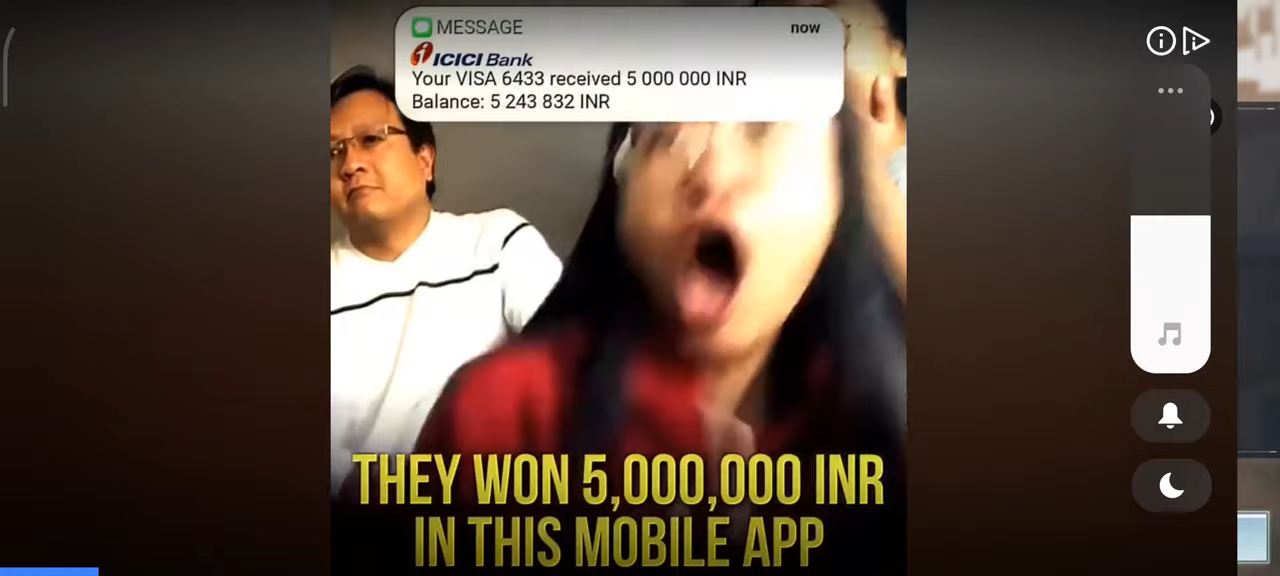 MESSAGE now
ICICI Bank
Your VISA 6433 received 5 000 000 INR
Balance: 5 243 832 INR
THEY WON 5,000,000 INR
IN THIS MOBILE APP